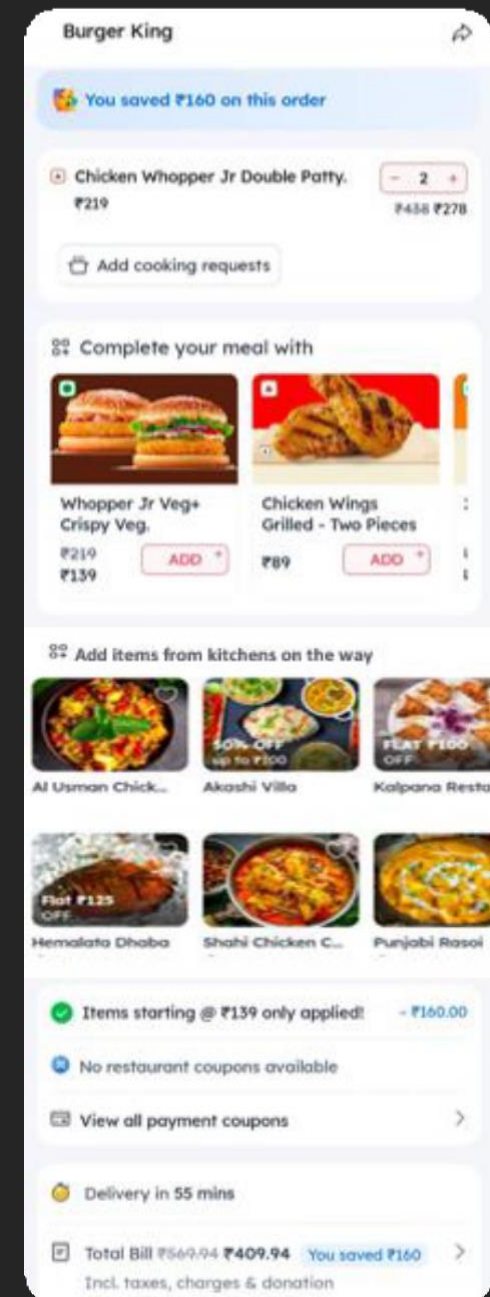 Burger King
You saved ₹160 on this order
Chicken Whopper Jr Double Patty.
- 2 +
₹219
₹438 ₹278
Add cooking requests
Complete your meal with
Whopper Jr Veg+
Crispy Veg.
₹219
₹139
ADD +
Chicken Wings
Grilled - Two Pieces
₹89
ADD +
Add items from kitchens on the way
50% OFF
up to ₹100
FLAT ₹100
OFF
Al Usman Chick...
Akashi Villa
Kalpana Resta
Flat ₹125
OFF
Hemalata Dhaba
Shahi Chicken C...
Punjabi Rasoi
Items starting @ ₹139 only applied!
- ₹160.00
No restaurant coupons available
View all payment coupons
Delivery in 55 mins
Total Bill ₹569.94 ₹409.94 You saved ₹160
Incl. taxes, charges & donation